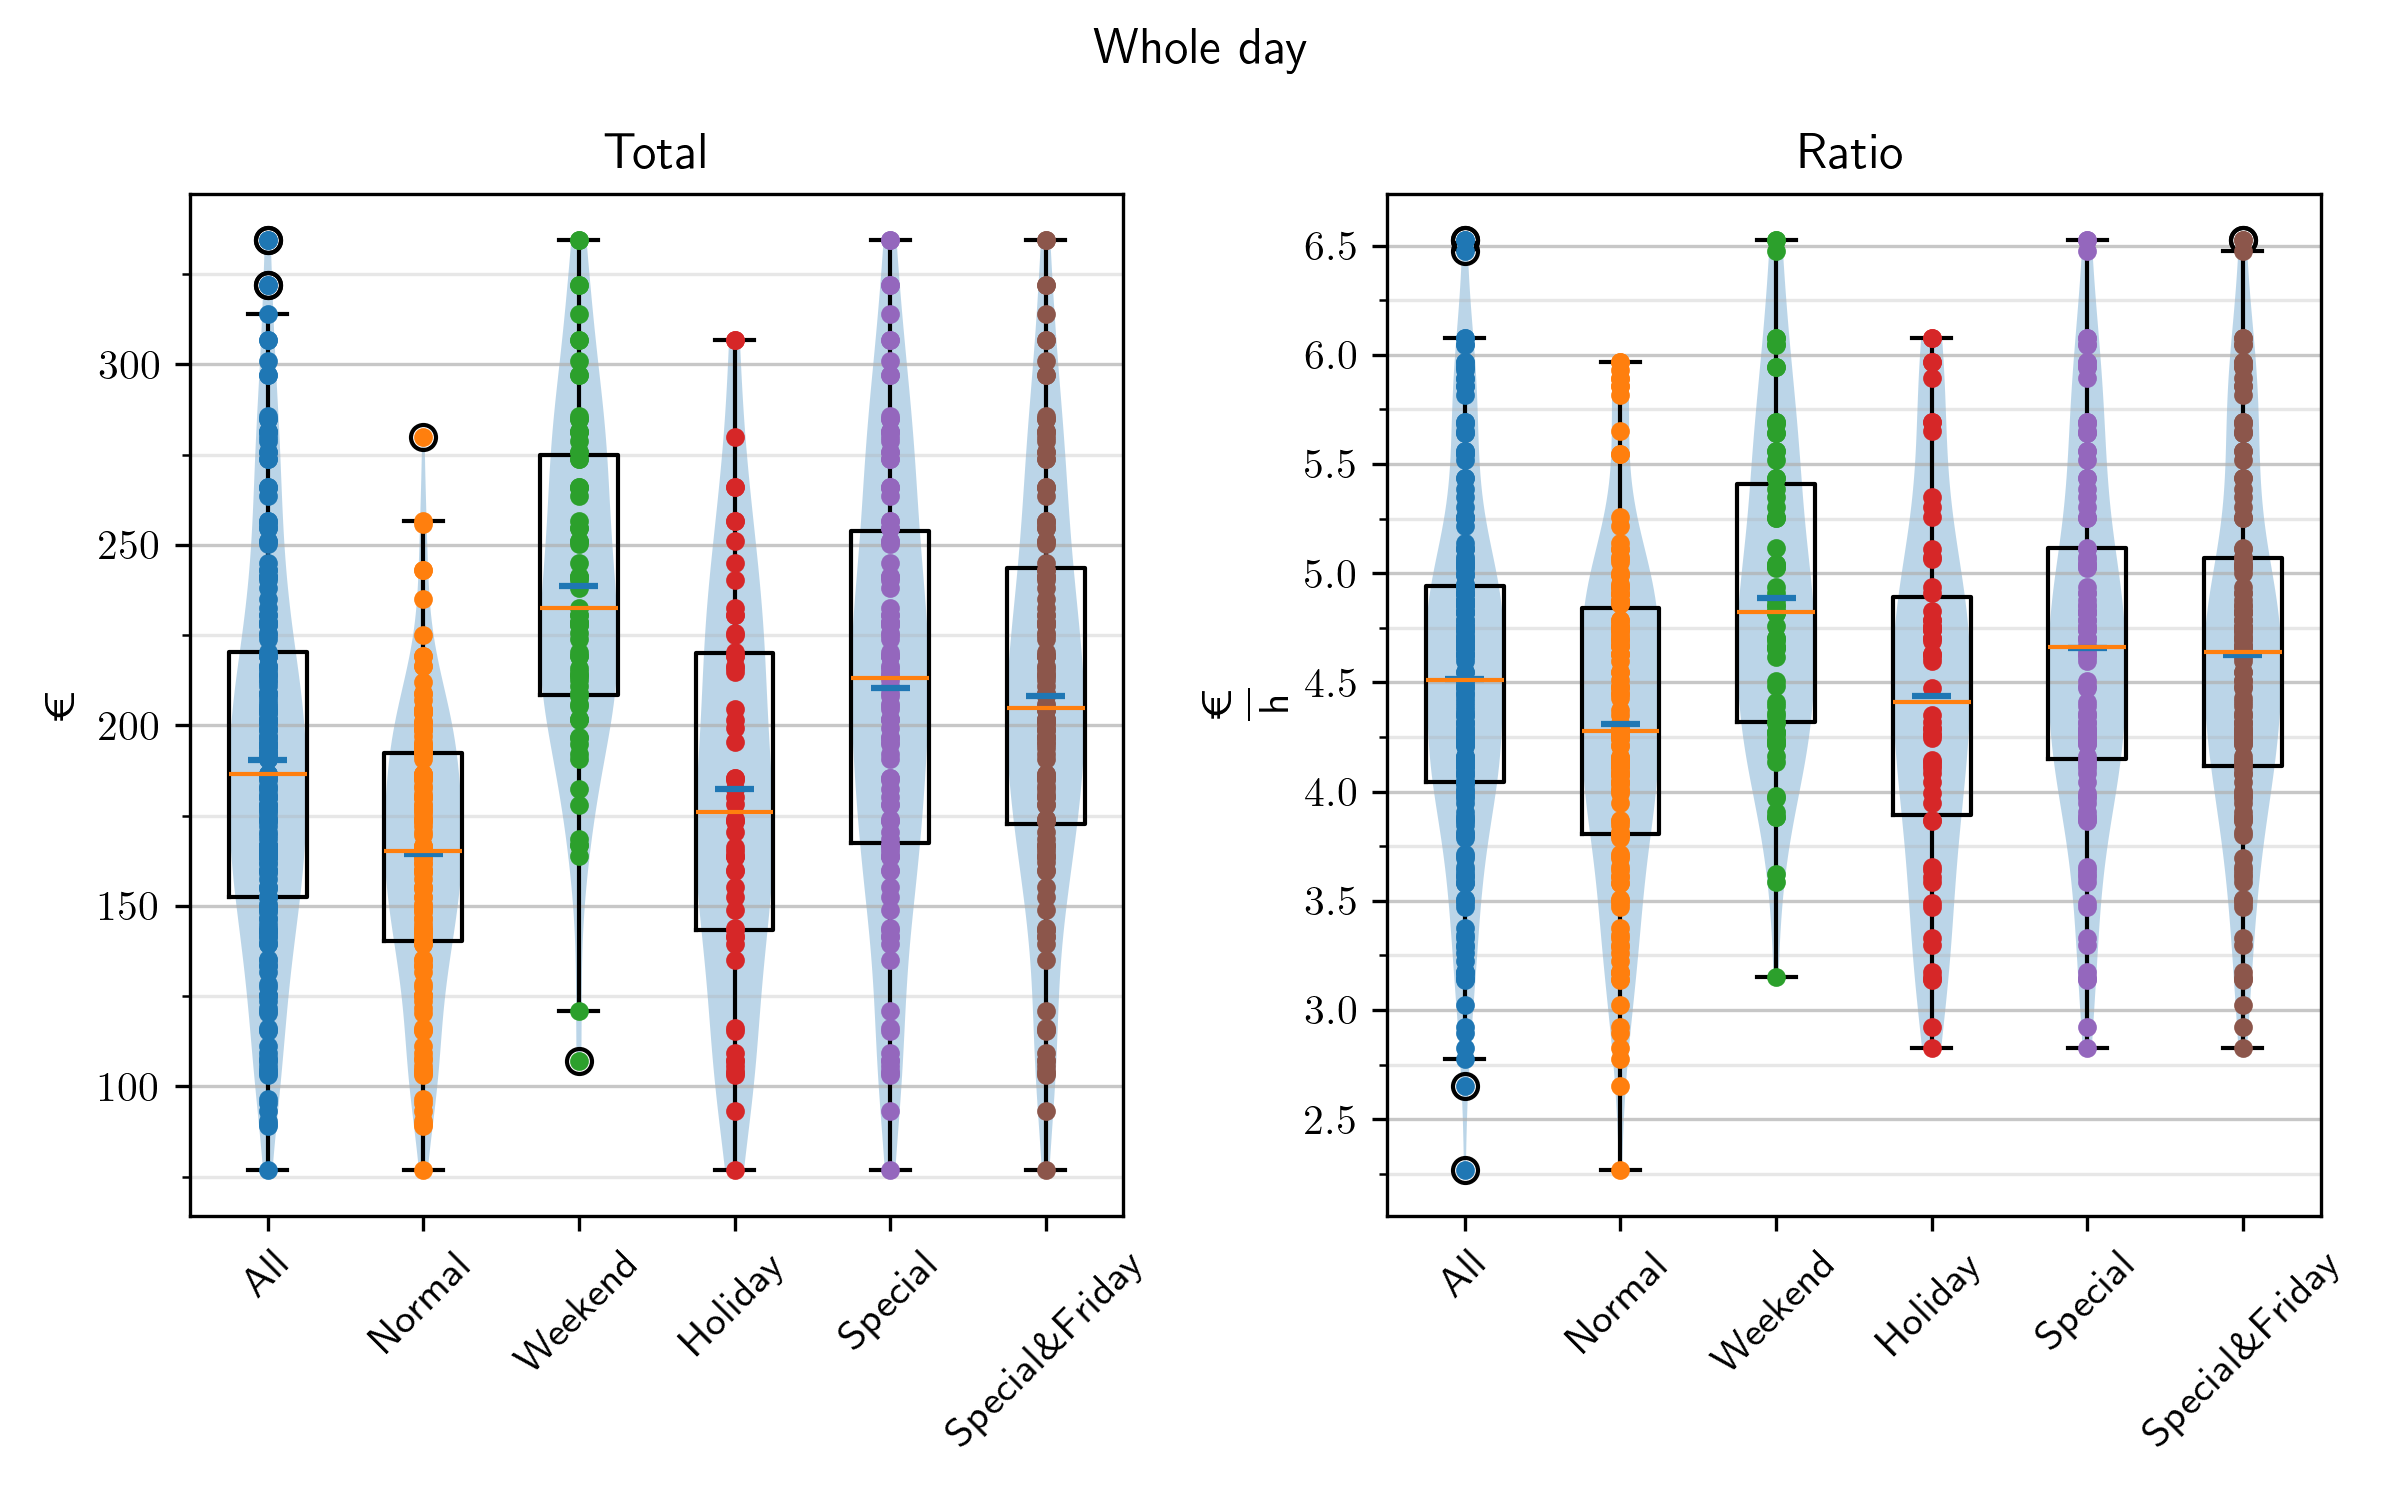 Whole day
Total
€
300
250
200
150
100
All
Normal
Weekend
Holiday
Special
Special&Friday
Ratio
€
h
6.5
6.0
5.5
5.0
4.5
4.0
3.5
3.0
2.5
All
Normal
Weekend
Holiday
Special
Special&Friday